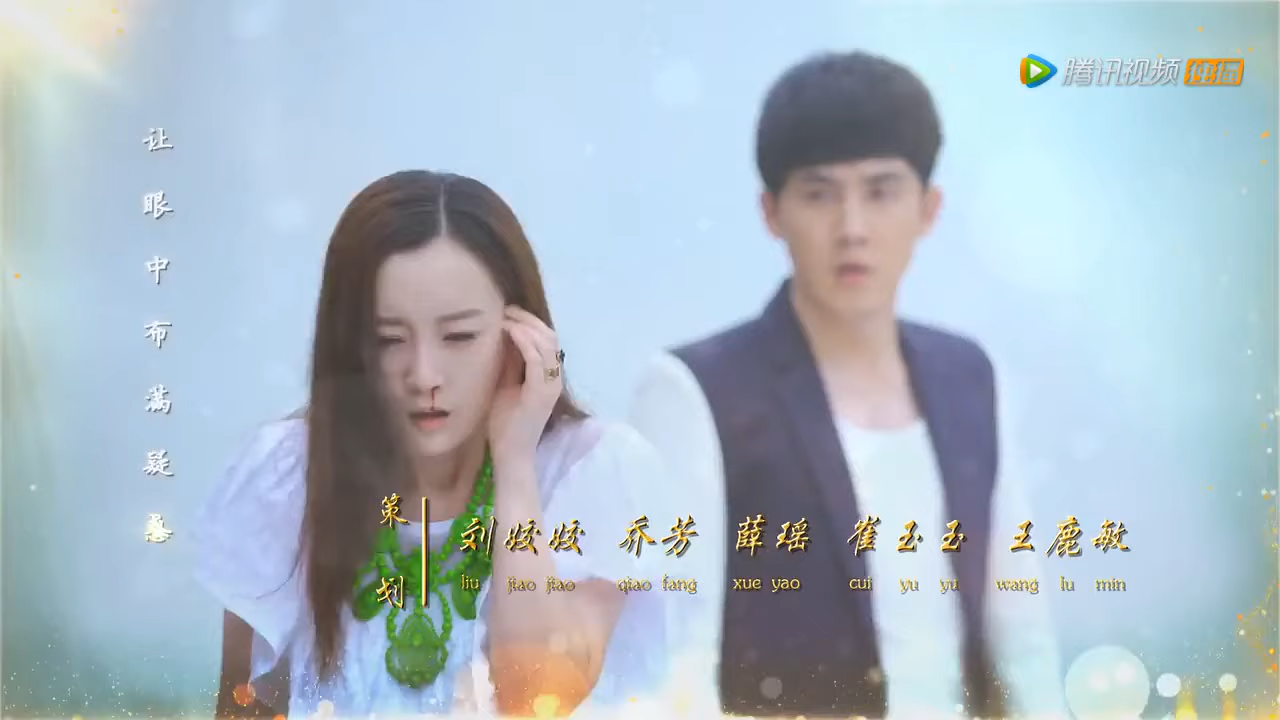 腾讯视频 独播
让眼中布满疑惑
策划
刘姣姣 乔芳 薛瑶 崔玉玉 王鹿敏
liu jiao jiao qiao fang xue yao cui yu yu wang lu min